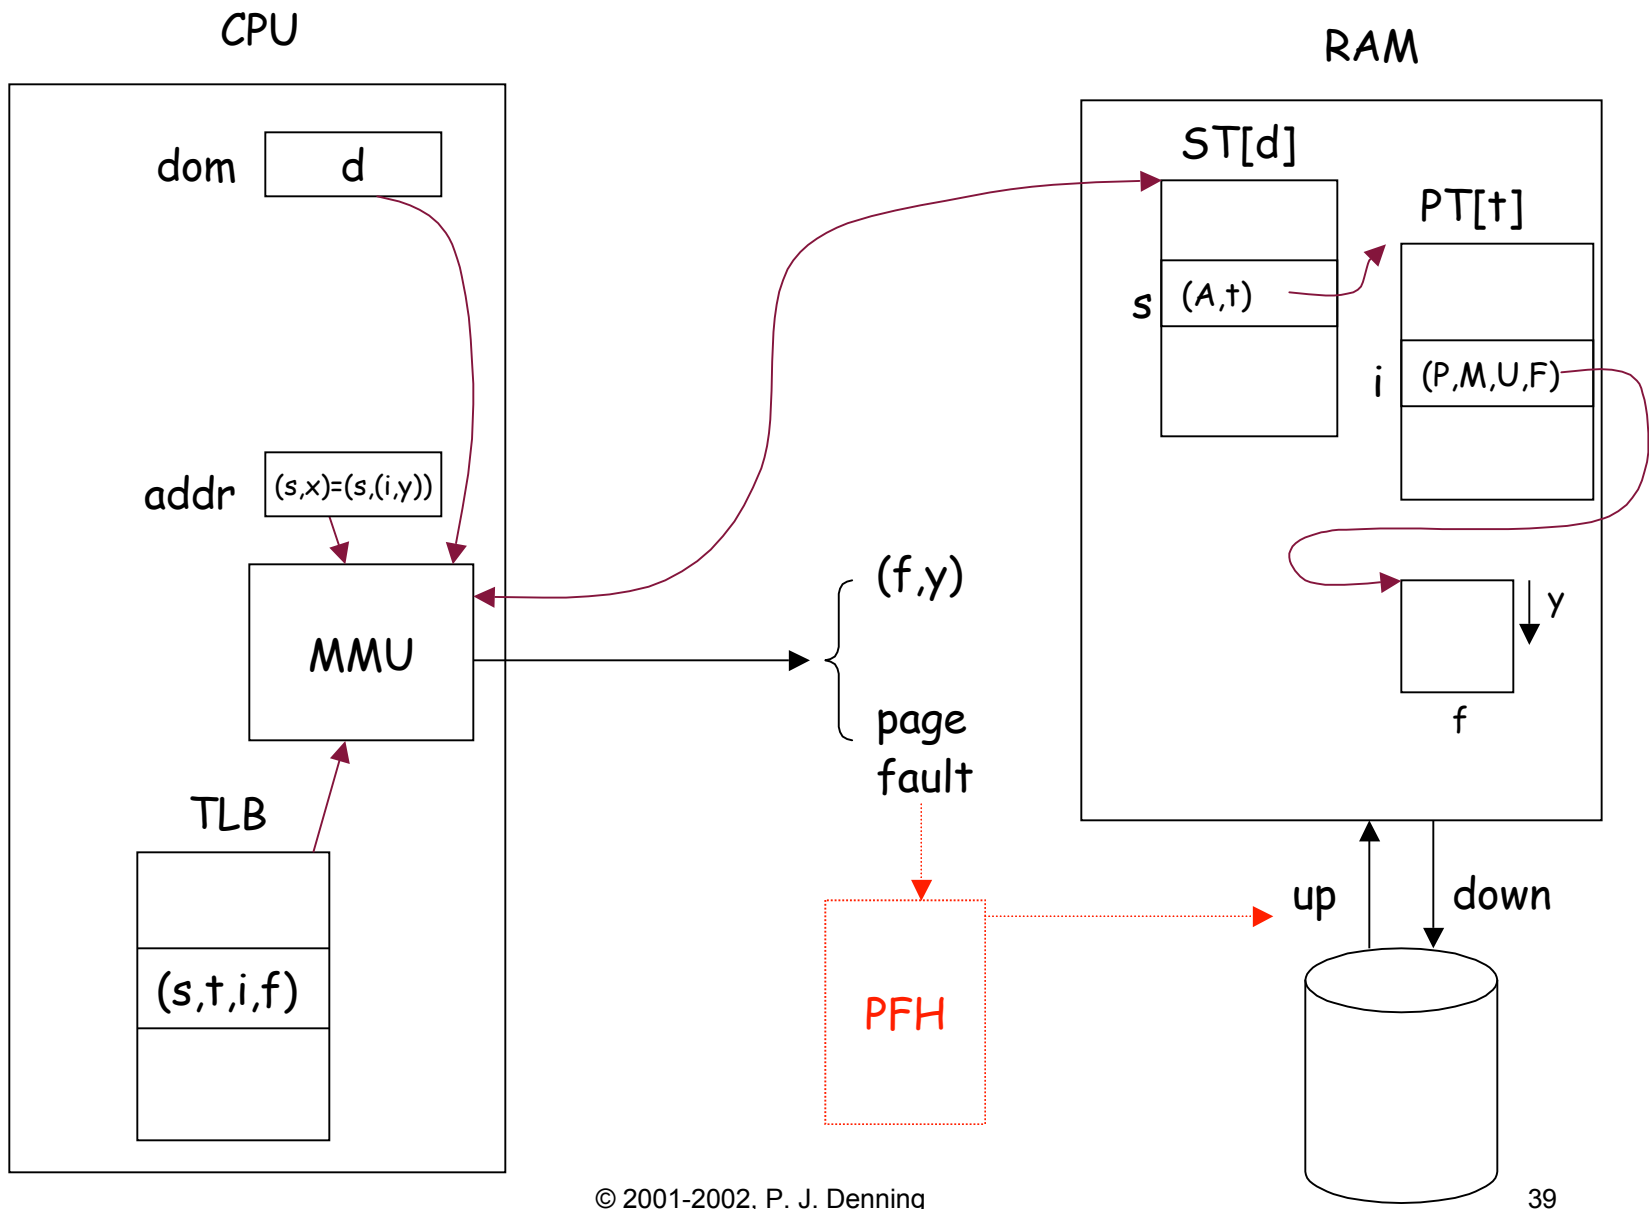 CPU
RAM
dom
d
ST[d]
PT[t]
s
(A,t)
i
(P,M,U,F)
addr
(s,x)=(s,(i,y))
MMU
(f,y)
page
fault
y
f
TLB
(s,t,i,f)
PFH
up
down
© 2001-2002, P. J. Denning
39